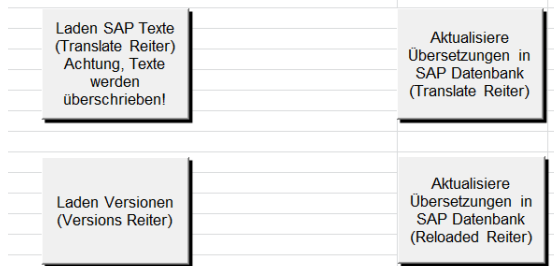 Laden SAP Texte
(Translate Reiter)
Achtung, Texte
werden
überschrieben!
Aktualisiere
Übersetzungen in
SAP Datenbank
(Translate Reiter)
Laden Versionen
(Versions Reiter)
Aktualisiere
Übersetzungen in
SAP Datenbank
(Reloaded Reiter)